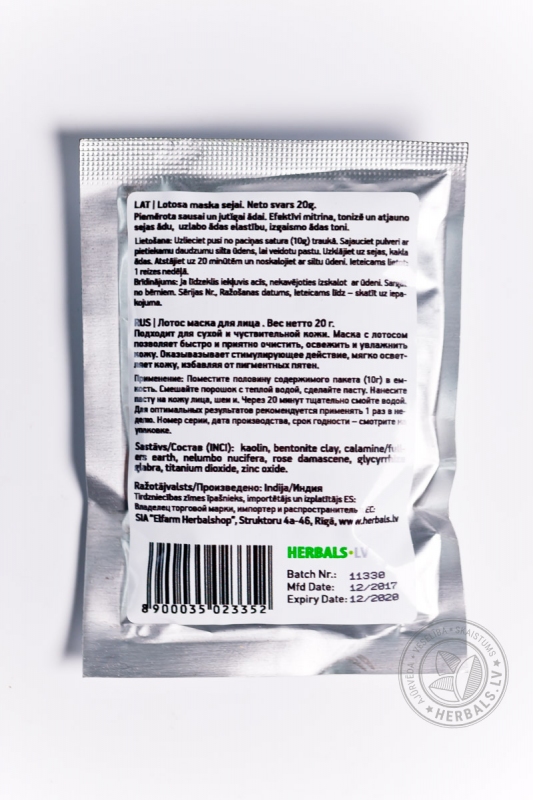 LAT | Lotosa maska sejai. Neto svars 20g.
Piemērota sausai un jutīgai ādai. Efektīvi mitrina, tonizē un atjauno
sejas ādu, uzlabo ādas elastību, izgaismo ādas toni.
Lietošana: Uzlieciet pusi no paciņas satura (10g) traukā. Sajauciet pulveri ar
pietiekamu daudzumu silta ūdens, lai veidotu pastu. Uzklājiet uz sejas, kakla
ādas. Atstājiet uz 20 minūtēm un noskalojiet ar siltu ūdeni. Ieteicams
1 reizes nedēļā.
Brīdinājums: Ja līdzeklis iekļuvis acīs, nekavējoties izskalot ar ūdeni.
no bērniem. Sērijas Nr., Ražošanas datums, Ieteicams līdz – skatīt uz iepa-
kojuma.
RUS | Лотос маска для лица . Вес нетто 20 г.
Подходит для сухой и чуствительной кожи. Маска с лотосом
позволяет быстро и приятно очистить, освежить и увлажнить
кожу. Оказывазывает стимулирующее действие, мягко освет-
ляет кожу, избавляя от пигментных пятен.
Применение: Поместите половину содержимого пакета (10г) в ем-
кость. Смешайте порошок с теплой водой, сделайте пасту. Нанесите
пасту на кожу лица, шеи и. Через 20 минут тщательно смойте водой.
Для оптимальных результатов рекомендуется применять 1 раз в не-
делю. Номер серии, дата производства, срок годности – смотрите на
упаковке.
Sastāvs/Состав (INCI): kaolin, bentonite clay, calamine/full-
ers earth, nelumbo nucifera, rose damascene, glycyrrhiza
glabra, titanium dioxide, zinc oxide.
Ražotājvalsts/Произведено: Indija/Индия
Tirdzniecības zīmes īpašnieks, importētājs un izplatītājs ES:
Владелец торговой марки, импортер и распространитель ЕС:
SIA "Elfarm Herbalshop", Struktoru 4a-46, Rīgā, www.herbals.lv
HERBALS•LV
Batch Nr.: 11330
Mfd Date: 12/2017
Expiry Date: 12/2020
8 900035 023352
AJŪRVĒDA • VESELĪBA • SKAISTUMS
• HERBALS.LV •